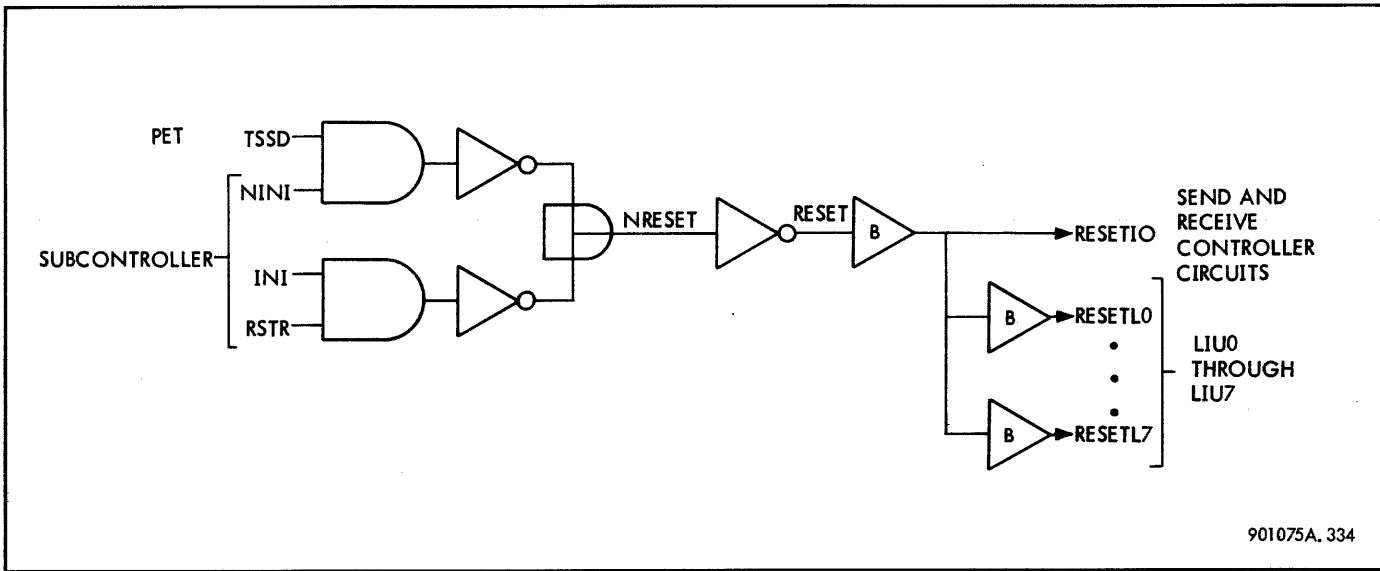 PET
TSSD
NINI
SUBCONTROLLER
INI
RSTR
NRESET
RESET
B
RESETIO
SEND AND
RECEIVE
CONTROLLER
CIRCUITS
B
RESETL0
LIU0
THROUGH
LIU7
B
RESETL7
901075A. 334